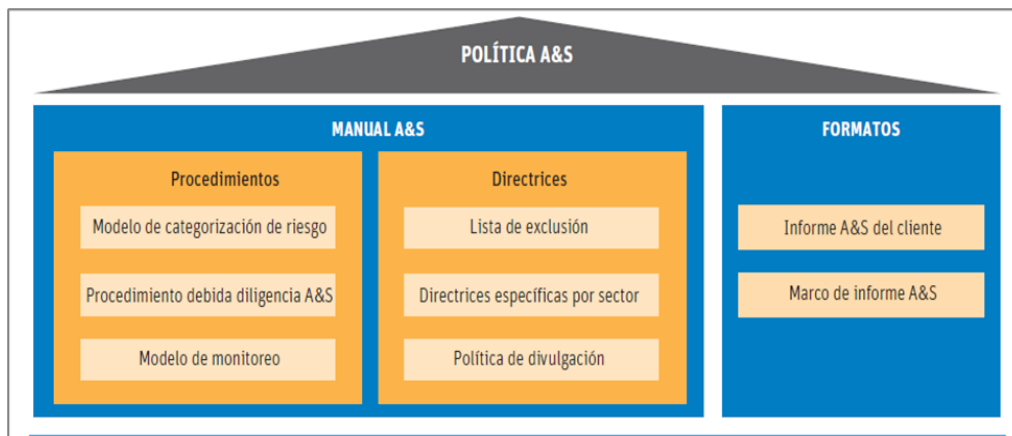 POLÍTICA A&S
MANUAL A&S
Procedimientos
Modelo de categorización de riesgo
Procedimiento debida diligencia A&S
Modelo de monitoreo
Directrices
Lista de exclusión
Directrices específicas por sector
Política de divulgación
FORMATOS
Informe A&S del cliente
Marco de informe A&S